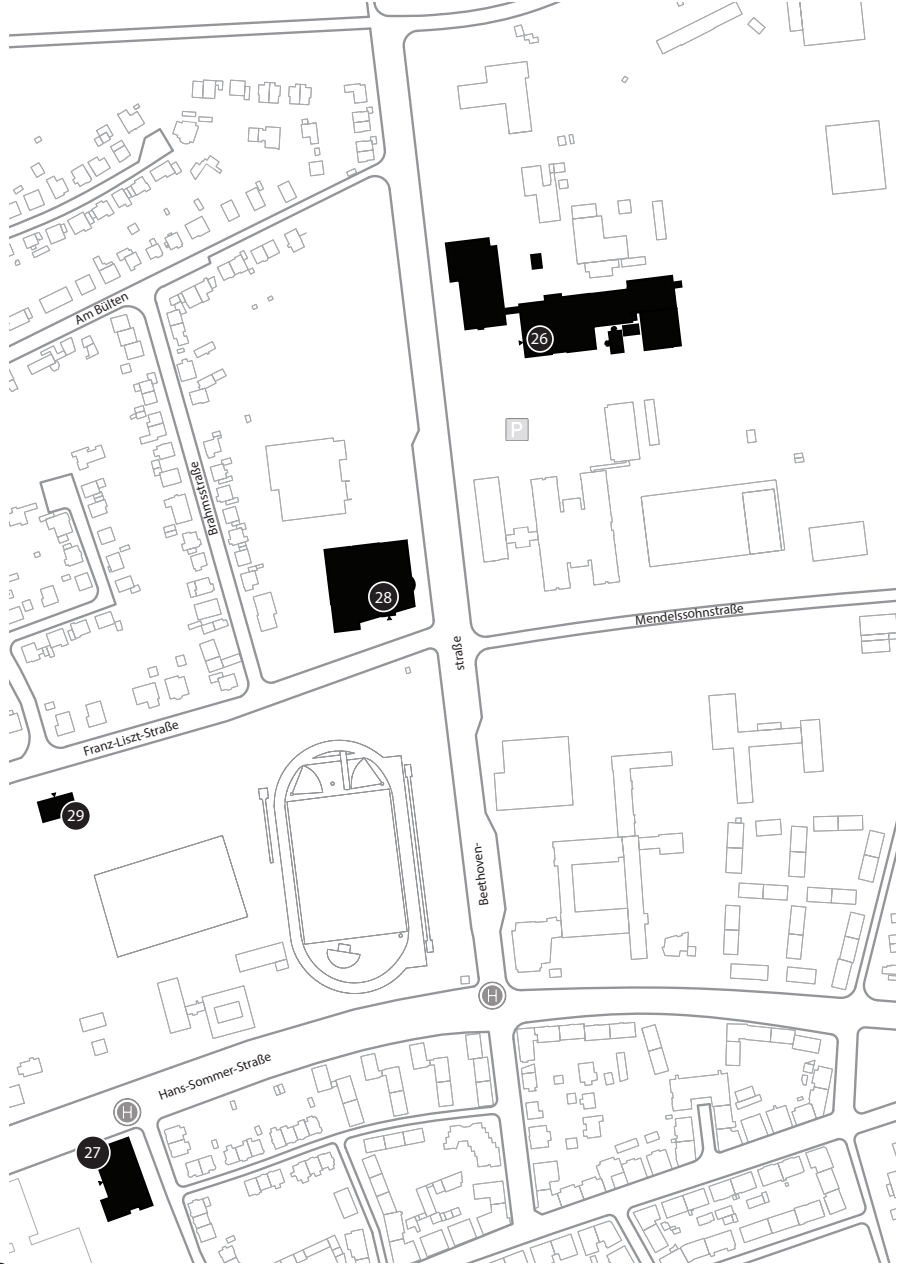 26
Am Bülten
P
Brahmsstraße
28
Mendelssohnstraße
straße
Franz-Liszt-Straße
29
Beethoven-
H
Hans-Sommer-Straße
H
27